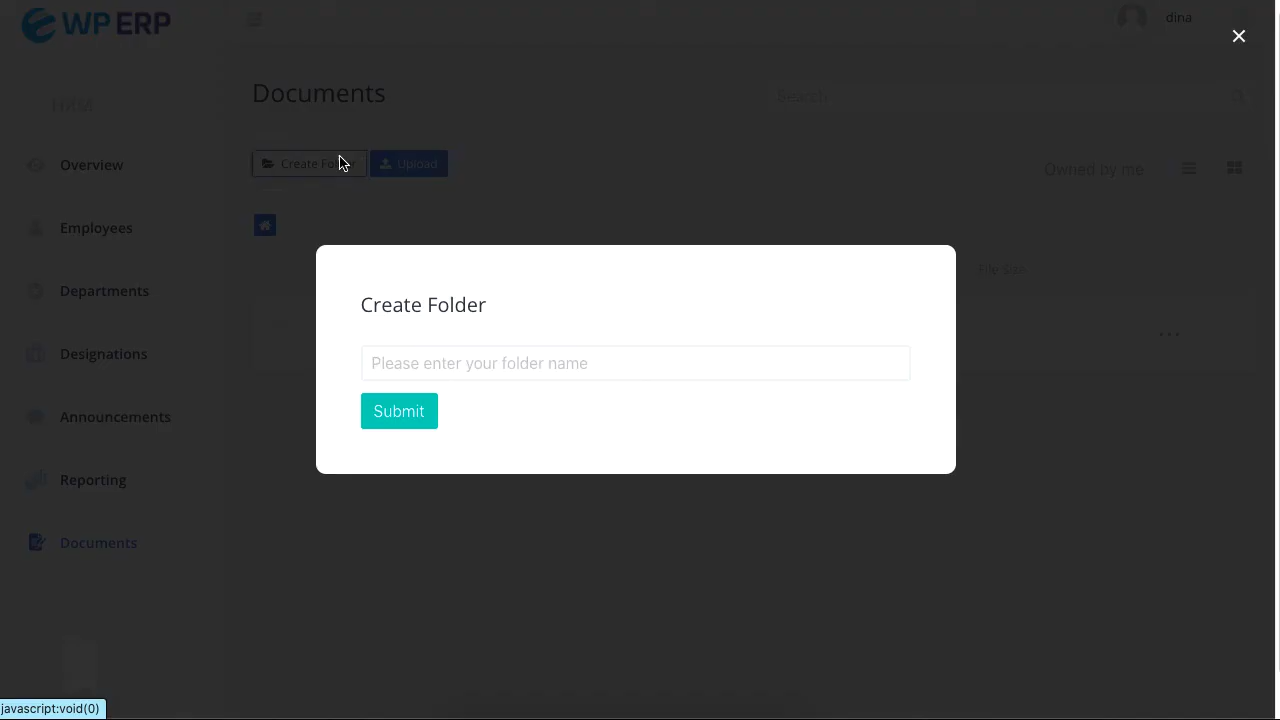 WP ERP
dina
HRM
Documents
Search
Overview
Create Folder
Upload
Owned by me
Employees
File Size
Departments
Create Folder
Please enter your folder name
Designations
Submit
Announcements
Reporting
Documents
javascript:void(0)